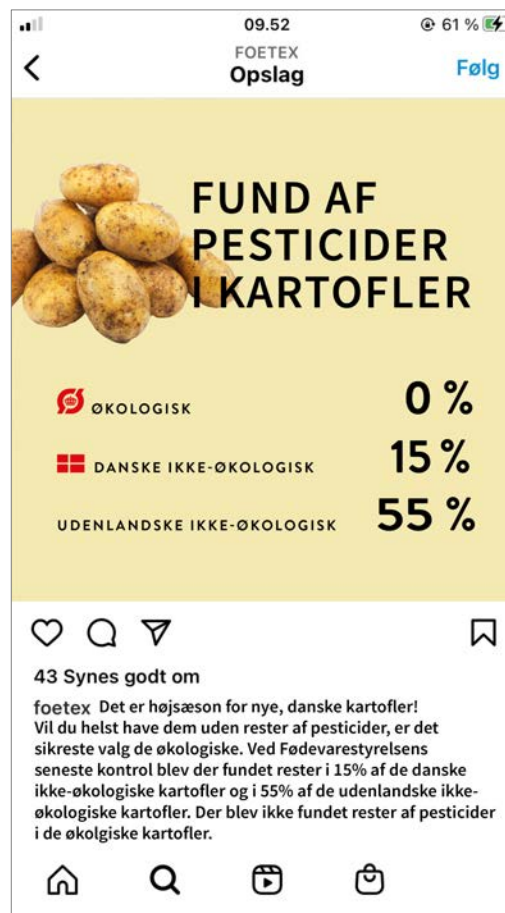 09.52
61 %
FOETEX
Opslag
Følg
FUND AF
PESTICIDER
I KARTOFLER
ØKOLOGISK 0 %
DANSKE IKKE-ØKOLOGISK 15 %
UDENLANDSKE IKKE-ØKOLOGISK 55 %
43 Synes godt om
foetex Det er højsæson for nye, danske kartofler!
Vil du helst have dem uden rester af pesticider, er det
sikreste valg de økologiske. Ved Fødevarestyrelsens
seneste kontrol blev der fundet rester i 15% af de danske
ikke-økologiske kartofler og i 55% af de udenlandske ikke-
økologiske kartofler. Der blev ikke fundet rester af pesticider
i de økolgiske kartofler.